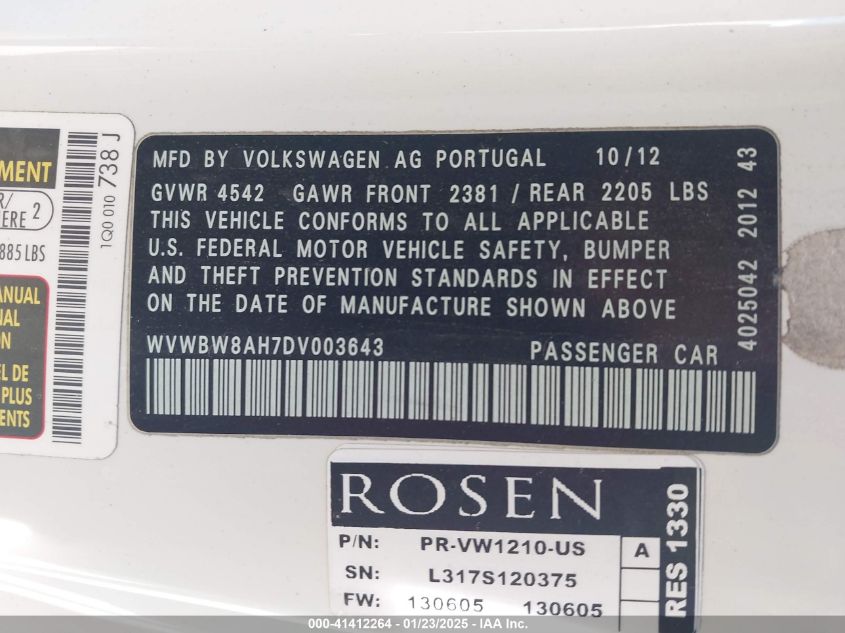 MENT
R/
ERE 2
885 LBS
ANUAL
NAL
ON
EL DE
PLUS
ENTS
1Q0 010 738 J
MFD BY VOLKSWAGEN AG PORTUGAL 10/12
GVWR 4542 GAWR FRONT 2381 / REAR 2205 LBS
THIS VEHICLE CONFORMS TO ALL APPLICABLE
U.S. FEDERAL MOTOR VEHICLE SAFETY, BUMPER
AND THEFT PREVENTION STANDARDS IN EFFECT
ON THE DATE OF MANUFACTURE SHOWN ABOVE
WVWBW8AH7DV003643 PASSENGER CAR
4025042 2012 43
ROSEN
P/N: PR-VW1210-US A
SN: L317S120375
FW: 130605 130605
RES 1330
000-41412264 - 01/23/2025 - IAA Inc.